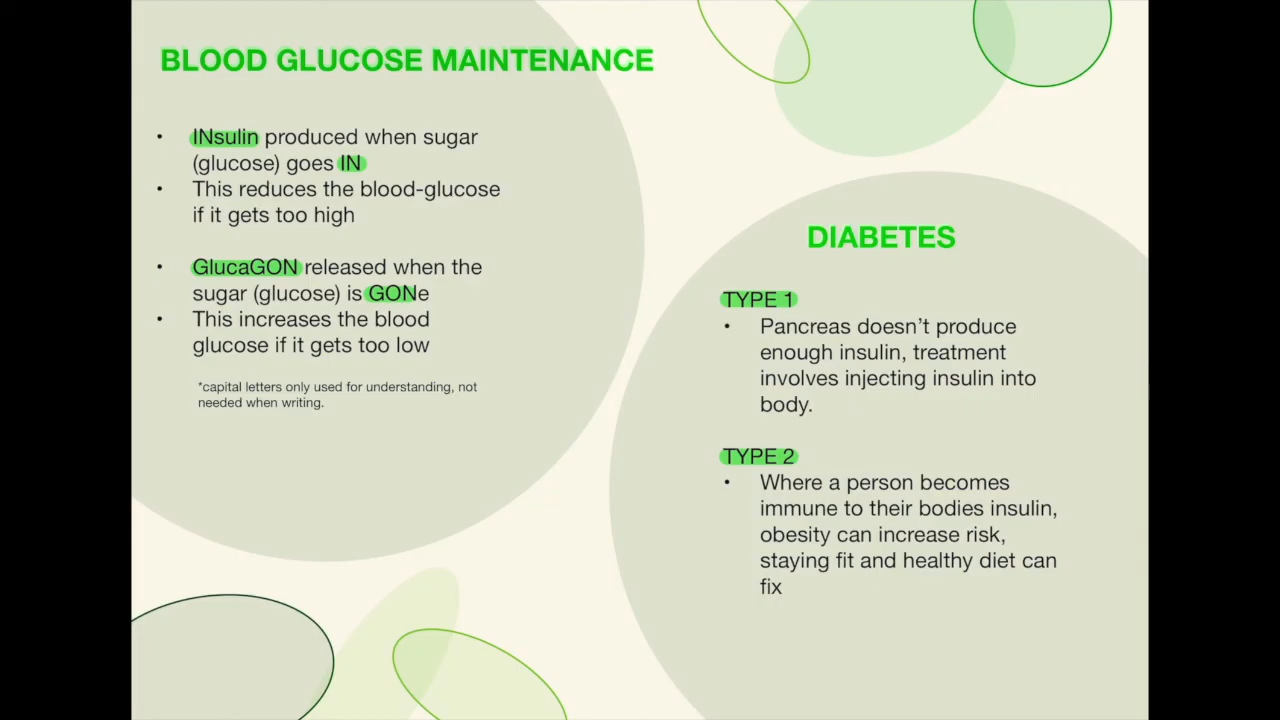 BLOOD GLUCOSE MAINTENANCE
• INsulin produced when sugar
(glucose) goes IN
• This reduces the blood-glucose
if it gets too high
• GlucaGON released when the
sugar (glucose) is GONe
• This increases the blood
glucose if it gets too low
*capital letters only used for understanding, not
needed when writing.
DIABETES
TYPE 1
• Pancreas doesn’t produce
enough insulin, treatment
involves injecting insulin into
body.
TYPE 2
• Where a person becomes
immune to their bodies insulin,
obesity can increase risk,
staying fit and healthy diet can
fix